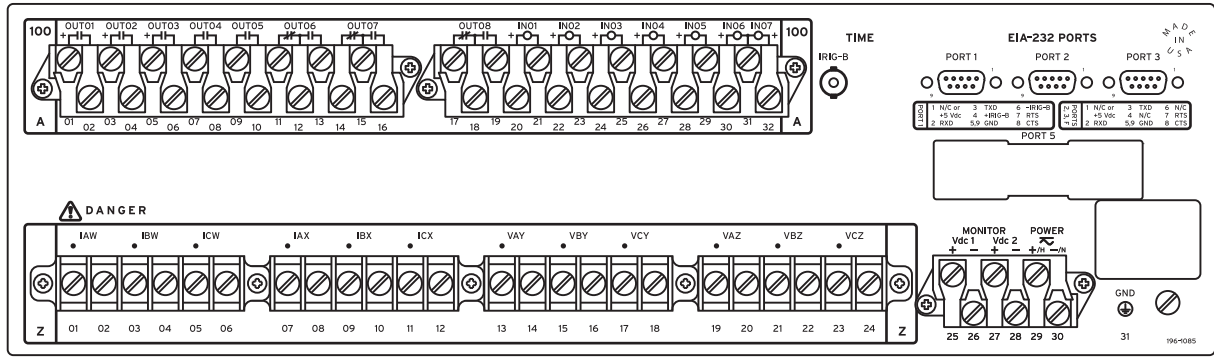 100 OUT01 OUT02 OUT03 OUT04 OUT05 OUT06 OUT07 OUT08 IN01 IN02 IN03 IN04 IN05 IN06 IN07 100
+ + + + + + + + + + + +
A 01 02 03 04 05 06 07 08 09 10 11 12 13 14 15 16 17 18 19 20 21 22 23 24 25 26 27 28 29 30 31 32 A
TIME
IRIG-B
EIA-232 PORTS
MADE
IN
USA
PORT 1 PORT 2 PORT 3
PORT 1
1 N/C or 3 TXD 6 -IRIG-B
+5 Vdc 4 +IRIG-B 7 RTS
2 RXD 5,9 GND 8 CTS
PORTS
2, 3, F
1 N/C or 3 TXD 6 N/C
+5 Vdc 4 N/C 7 RTS
2 RXD 5,9 GND 8 CTS
PORT 5
DANGER
IAW IBW ICW IAX IBX ICX VAY VBY VCY VAZ VBZ VCZ
Z 01 02 03 04 05 06 07 08 09 10 11 12 13 14 15 16 17 18 19 20 21 22 23 24 Z
MONITOR POWER
Vdc 1 Vdc 2
+ − + − +/H −/N
25 26 27 28 29 30
GND
31
196-1085